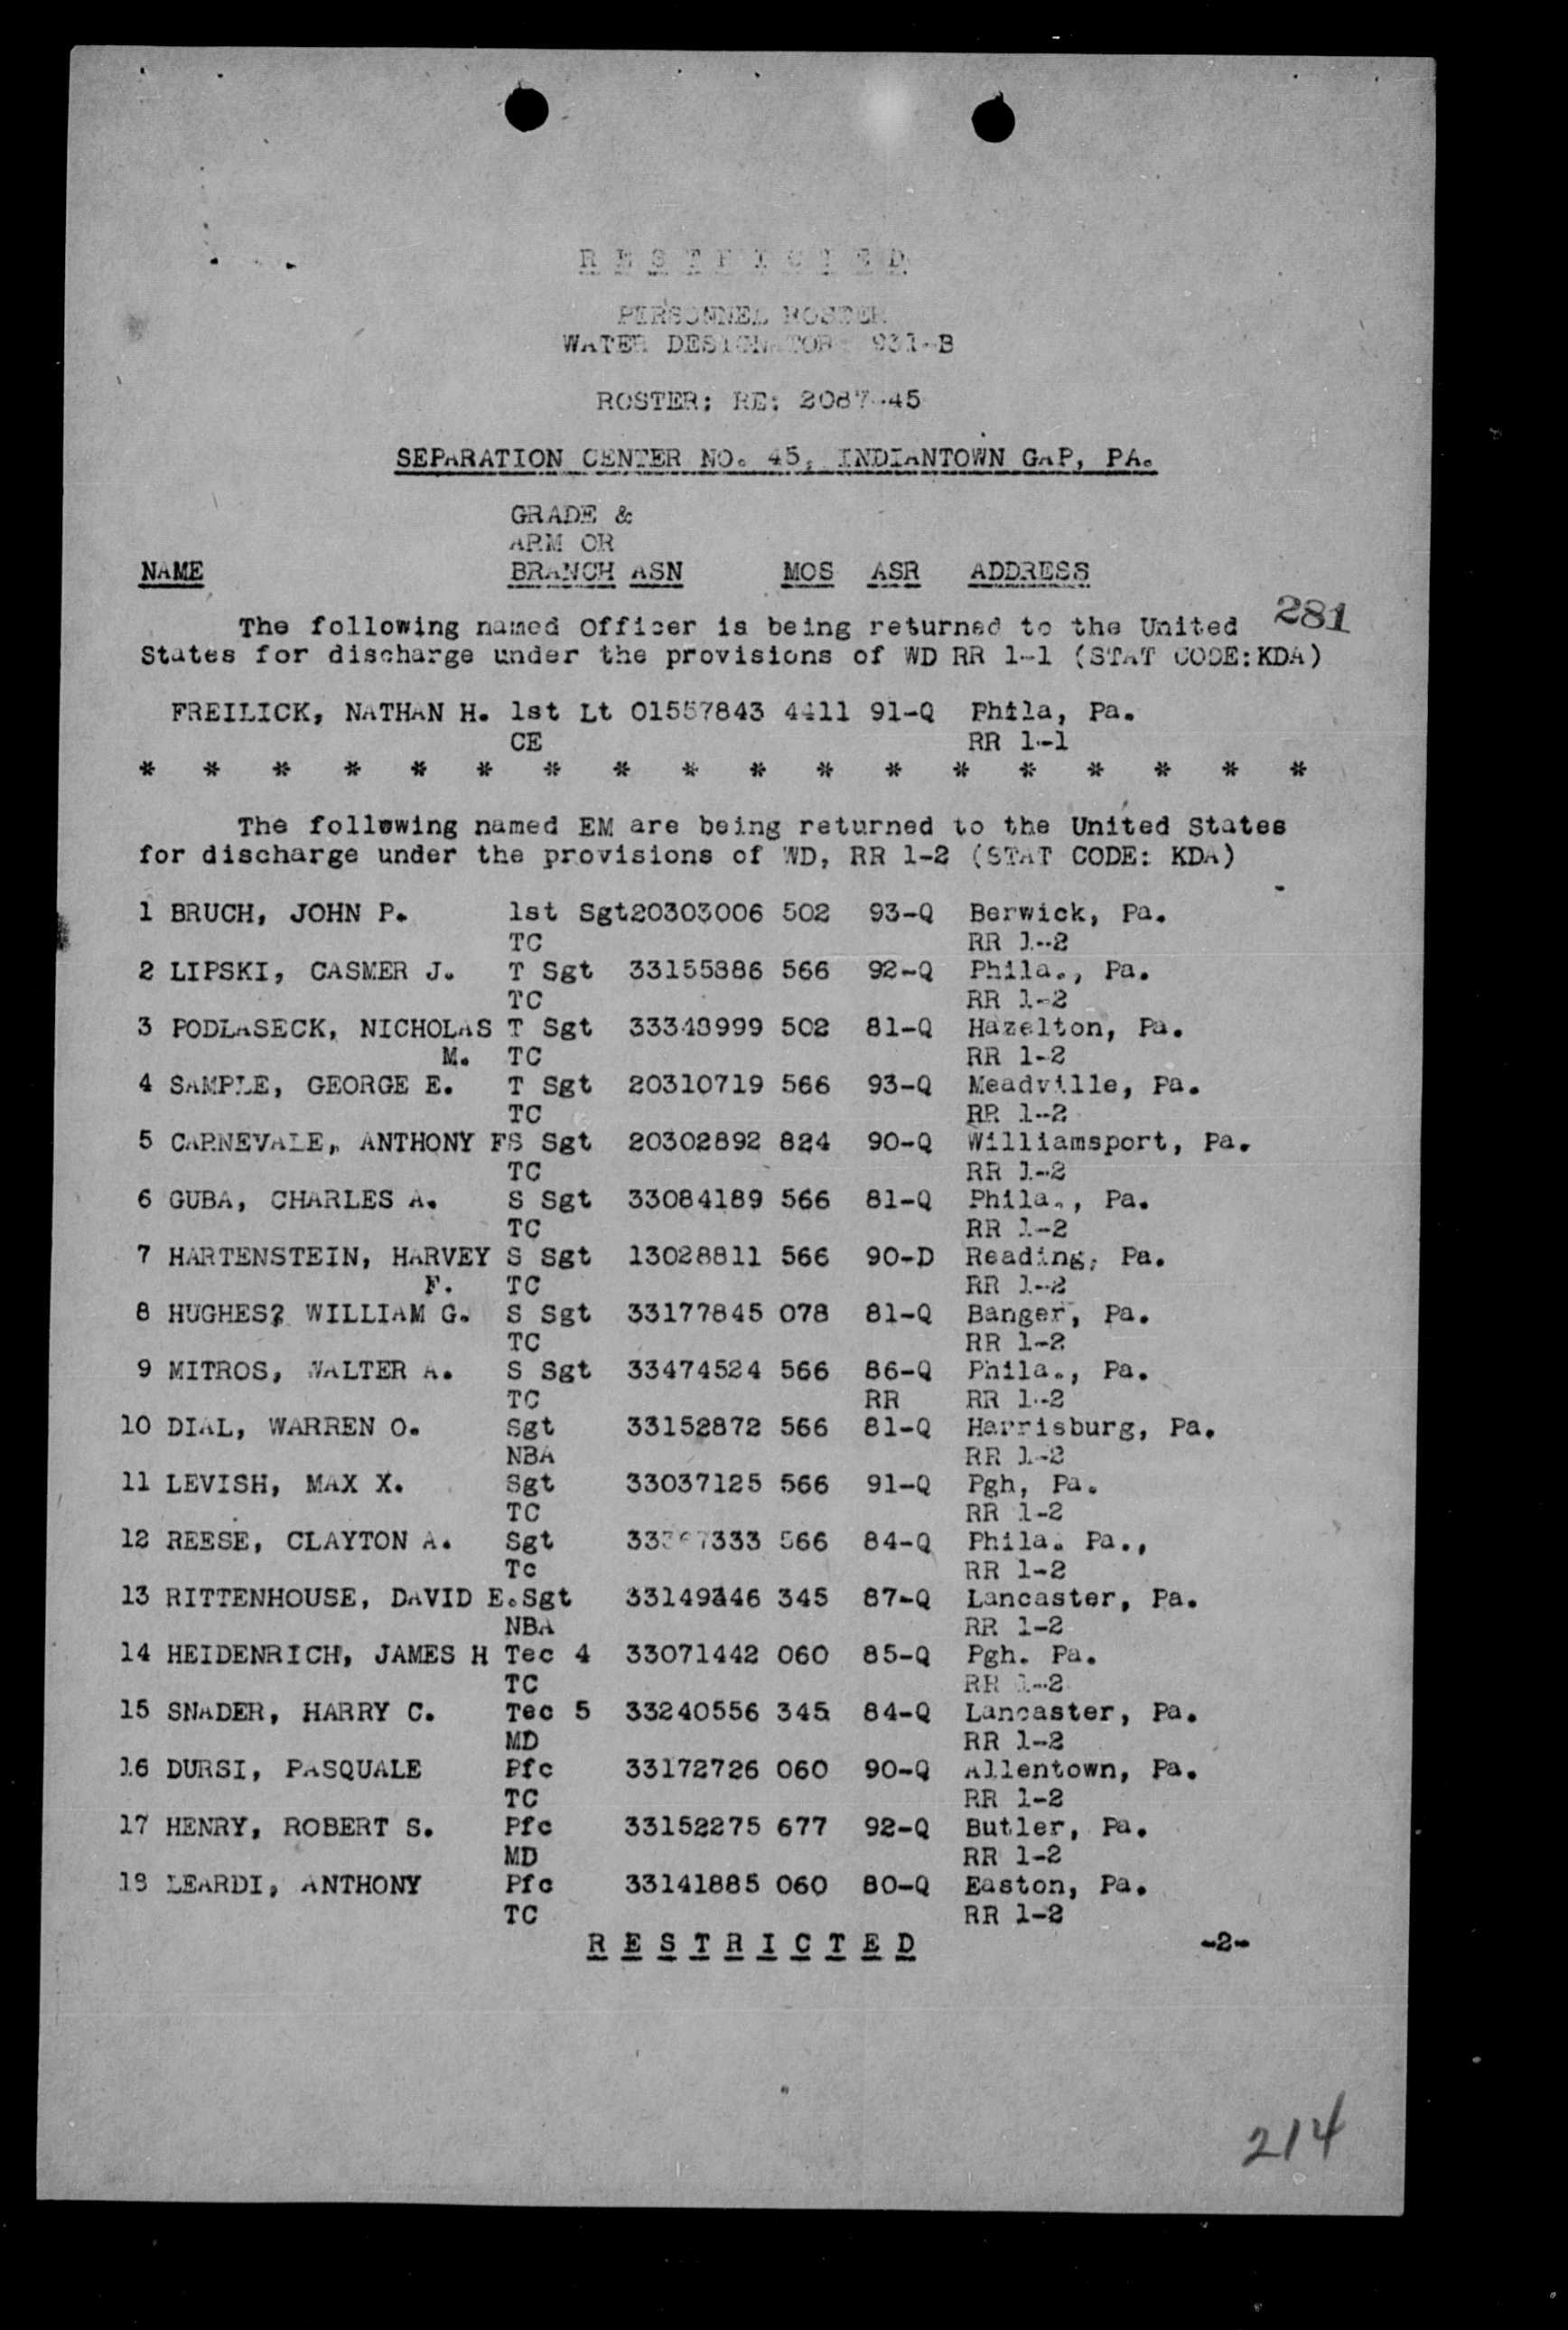 R E S T R I C T E D
PERSONNEL ROSTER
WATER DESIGNATOR: 931-B
ROSTER; RE: 2087-45
SEPARATION CENTER NO. 45, INDIANTOWN GAP, PA.
GRADE &
ARM OR
NAME BRANCH ASN MOS ASR ADDRESS
281
The following named Officer is being returned to the United
States for discharge under the provisions of WD RR 1-1 (STAT CODE:KDA)
FREILICK, NATHAN H. 1st Lt 01557843 4411 91-Q Phila, Pa.
CE RR 1-1
* * * * * * * * * * * * * * * * * *
The following named EM are being returned to the United States
for discharge under the provisions of WD, RR 1-2 (STAT CODE: KDA)
1 BRUCH, JOHN P. 1st Sgt20303006 502 93-Q Berwick, Pa.
TC RR 1-2
2 LIPSKI, CASMER J. T Sgt 33155886 566 92-Q Phila., Pa.
TC RR 1-2
3 PODLASECK, NICHOLAS T Sgt 33348999 502 81-Q Hazelton, Pa.
M. TC RR 1-2
4 SAMPLE, GEORGE E. T Sgt 20310719 566 93-Q Meadville, Pa.
TC RR 1-2
5 CARNEVALE, ANTHONY FS Sgt 20302892 824 90-Q Williamsport, Pa.
TC RR 1-2
6 GUBA, CHARLES A. S Sgt 33084189 566 81-Q Phila., Pa.
TC RR 1-2
7 HARTENSTEIN, HARVEY S Sgt 13028811 566 90-D Reading, Pa.
F. TC RR 1-2
8 HUGHES, WILLIAM G. S Sgt 33177845 078 81-Q Banger, Pa.
TC RR 1-2
9 MITROS, WALTER A. S Sgt 33474524 566 86-Q Phila., Pa.
TC RR RR 1-2
10 DIAL, WARREN O. Sgt 33152872 566 81-Q Harrisburg, Pa.
NBA RR 1-2
11 LEVISH, MAX X. Sgt 33037125 566 91-Q Pgh, Pa.
TC RR 1-2
12 REESE, CLAYTON A. Sgt 566 84-Q Phila. Pa.,
Tc RR 1-2
13 RITTENHOUSE, DAVID E.Sgt 33149346 345 87-Q Lancaster, Pa.
NBA RR 1-2
14 HEIDENRICH, JAMES H Tec 4 33071442 060 85-Q Pgh. Pa.
TC RR 1-2
15 SNADER, HARRY C. Tec 5 33240556 345 84-Q Lancaster, Pa.
MD RR 1-2
16 DURSI, PASQUALE Pfc 33172726 060 90-Q Allentown, Pa.
TC RR 1-2
17 HENRY, ROBERT S. Pfc 33152275 677 92-Q Butler, Pa.
MD RR 1-2
18 LEARDI, ANTHONY Pfc 33141885 060 80-Q Easton, Pa.
TC RR 1-2
R E S T R I C T E D -2-
214